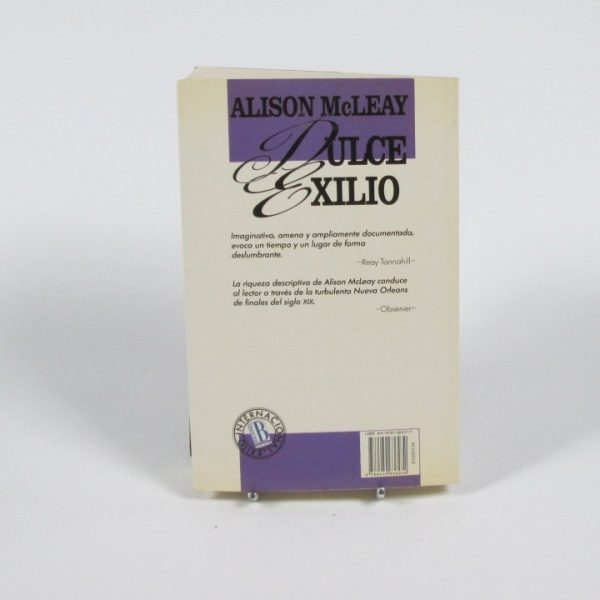 ALISON McLEAY
DULCE
EXILIO
Imaginativa, amena y ampliamente documentada,
evoca un tiempo y un lugar de forma
deslumbrante.
–Reay Tannahill–
La riqueza descriptiva de Alison McLeay conduce
al lector a través de la turbulenta Nueva Orleans
de finales del siglo XIX.
–Observer–
INTERNACIONAL
B
ISBN